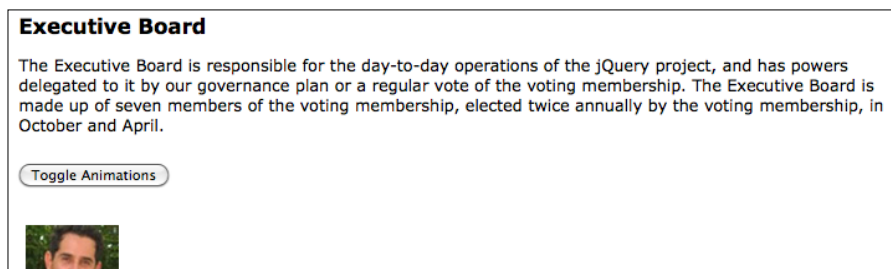 Executive Board
The Executive Board is responsible for the day-to-day operations of the jQuery project, and has powers
delegated to it by our governance plan or a regular vote of the voting membership. The Executive Board is
made up of seven members of the voting membership, elected twice annually by the voting membership, in
October and April.
Toggle Animations